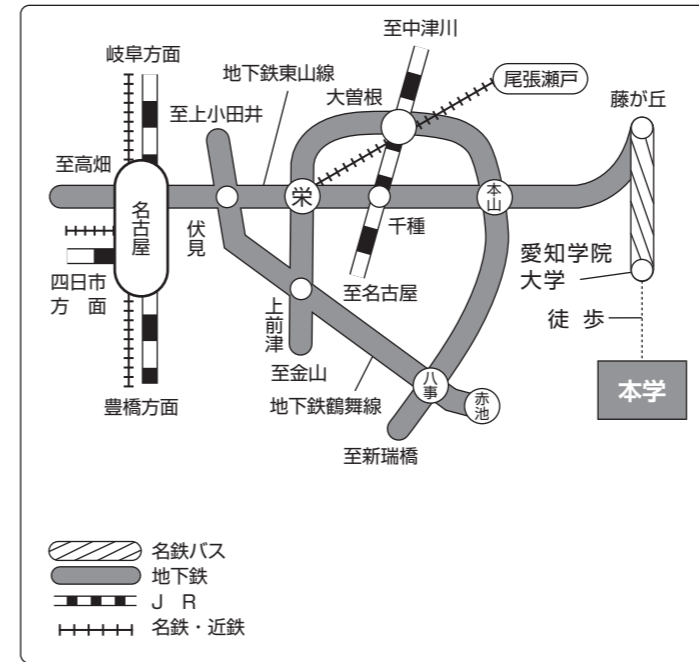 至中津川
岐阜方面
地下鉄東山線
大曽根
尾張瀬戸
藤が丘
至上小田井
至高畑
名古屋
伏見
栄
千種
本山
四日市
方　面
至名古屋
愛知学院
大学
上前津
徒　歩
至金山
八事
赤池
本学
豊橋方面
地下鉄鶴舞線
至新瑞橋
名鉄バス
地下鉄
J　R
名鉄・近鉄